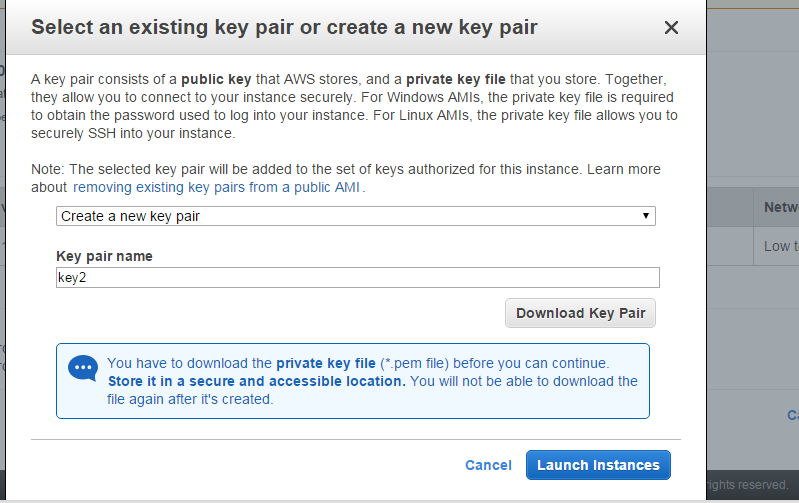 Select an existing key pair or create a new key pair
A key pair consists of a public key that AWS stores, and a private key file that you store. Together,
they allow you to connect to your instance securely. For Windows AMIs, the private key file is required
to obtain the password used to log into your instance. For Linux AMIs, the private key file allows you to
securely SSH into your instance.
Note: The selected key pair will be added to the set of keys authorized for this instance. Learn more
about removing existing key pairs from a public AMI.
Create a new key pair
Key pair name
key2
Download Key Pair
You have to download the private key file (*.pem file) before you can continue.
Store it in a secure and accessible location. You will not be able to download the
file again after it's created.
Cancel
Launch Instances
Low
rights reserved.